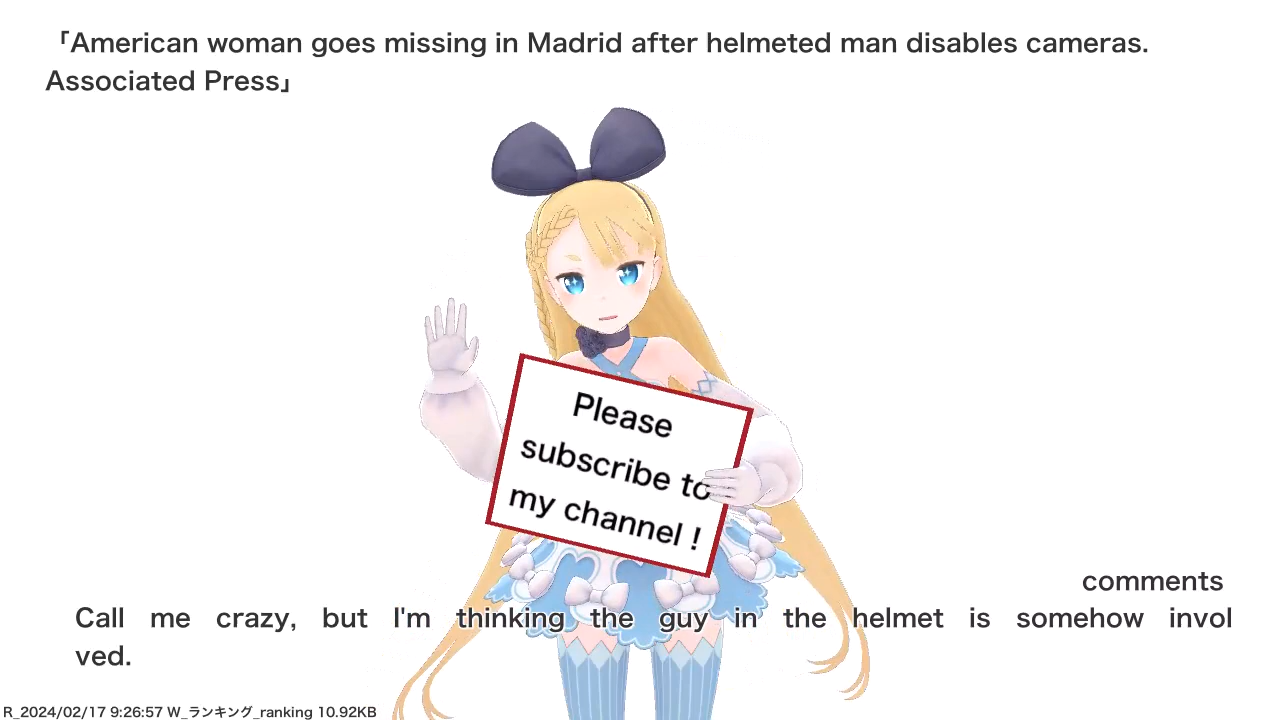 「American woman goes missing in Madrid after helmeted man disables cameras.
Associated Press」
Please
subscribe to
my channel !
comments
Call me crazy, but I'm thinking the guy in the helmet is somehow invol
ved.
R_2024/02/17 9:26:57 W_ランキング_ranking 10.92KB